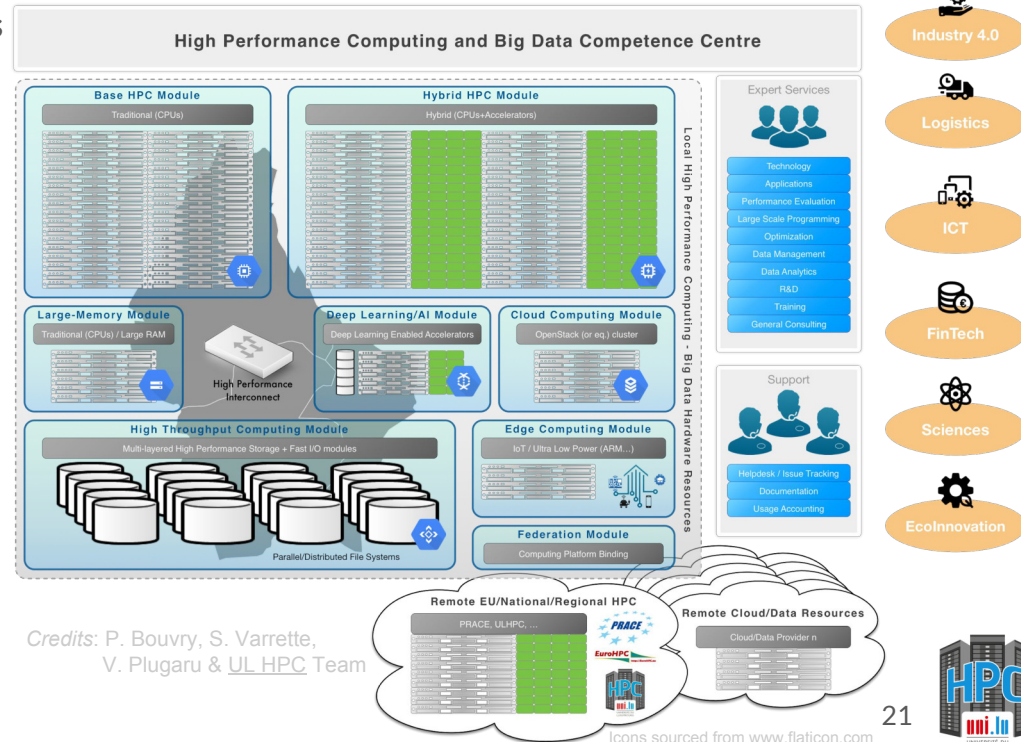 High Performance Computing and Big Data Competence Centre
Base HPC Module
Traditional (CPUs)
Hybrid HPC Module
Hybrid (CPUs+Accelerators)
Large-Memory Module
Traditional (CPUs) / Large RAM
High Performance
Interconnect
Deep Learning/AI Module
Deep Learning Enabled Accelerators
Cloud Computing Module
OpenStack (or eq.) cluster
High Throughput Computing Module
Multi-layered High Performance Storage + Fast I/O modules
Parallel/Distributed File Systems
Edge Computing Module
IoT / Ultra Low Power (ARM...)
Federation Module
Computing Platform Binding
Local High Performance Computing - Big Data Hardware Resources
Expert Services
Technology
Applications
Performance Evaluation
Large Scale Programming
Optimization
Data Management
Data Analytics
R&D
Training
General Consulting
Support
Helpdesk / Issue Tracking
Documentation
Usage Accounting
Industry 4.0
Logistics
ICT
FinTech
Sciences
EcoInnovation
Remote EU/National/Regional HPC
PRACE, ULHPC, ...
PRACE
EuroHPC
HPC
uni.lu
Remote Cloud/Data Resources
Cloud/Data Provider n
Credits: P. Bouvry, S. Varrette,
V. Plugaru & UL HPC Team
Icons sourced from www.flaticon.com
21
HPC
uni.lu